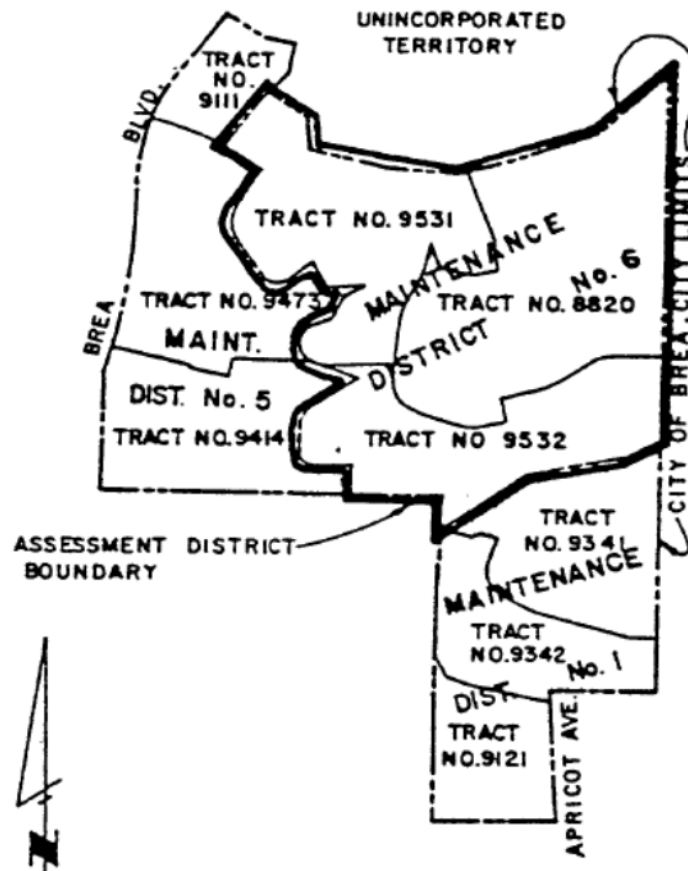 UNINCORPORATED
TERRITORY
TRACT
NO.
9111
BLVD.
BREA
TRACT NO. 9531
MAINTENANCE
DISTRICT
No. 6
TRACT NO. 8820
TRACT NO. 9473
MAINT.
DIST. No. 5
TRACT NO. 9414
TRACT NO 9532
CITY OF BREA, CITY LIMITS
ASSESSMENT DISTRICT
BOUNDARY
TRACT
NO. 9341
MAINTENANCE
TRACT
NO. 9342
DIST. No. 1
TRACT
NO. 9121
APRICOT AVE.
N